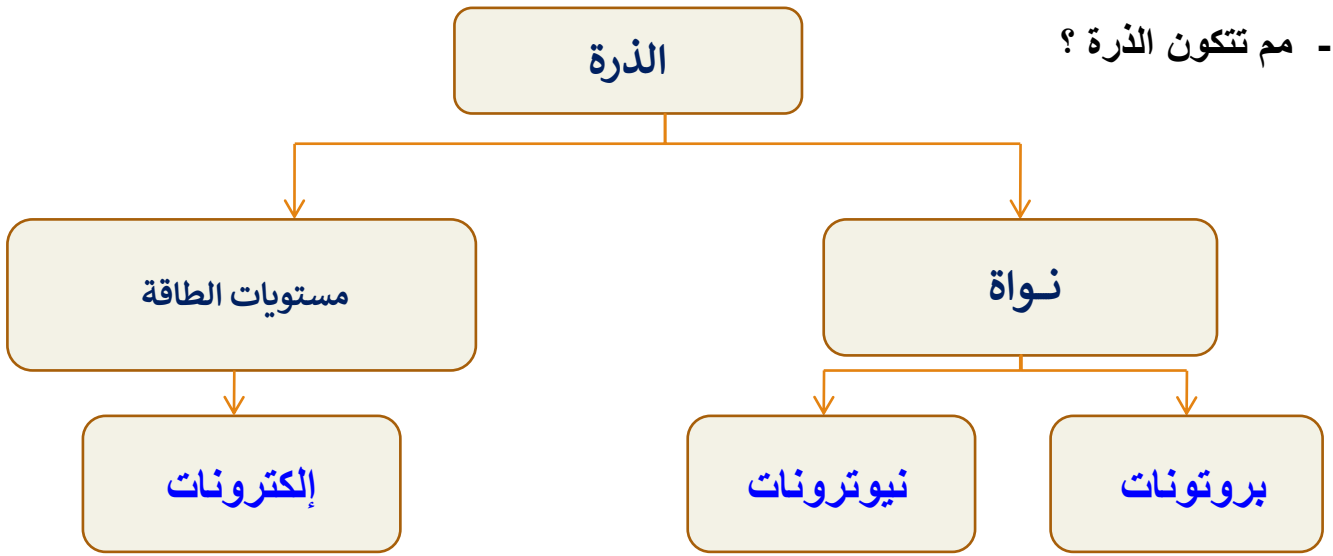 - مم تتكون الذرة ؟
الذرة
نـواة
مستويات الطاقة
بروتونات
نيوترونات
إلكترونات